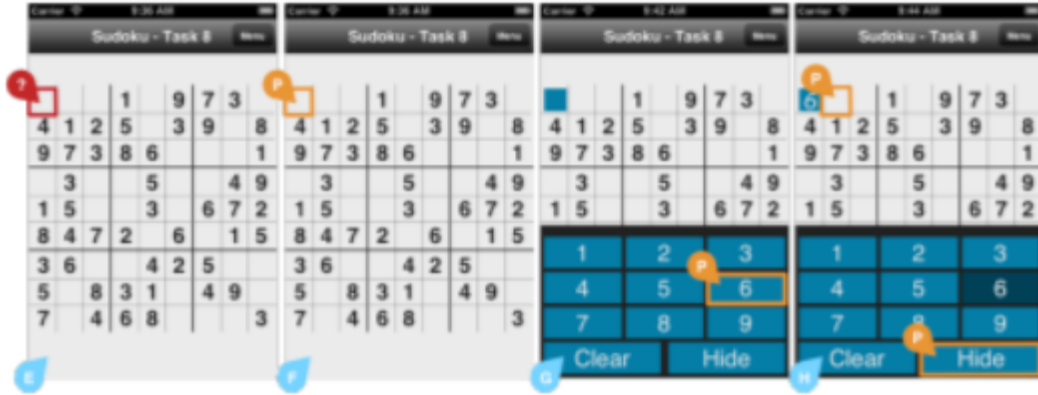 Carrier 9:36 AM
Sudoku - Task 8 Menu
?
1 9 7 3
4 1 2 5 3 9 8
9 7 3 8 6 1
3 5 4 9
1 5 3 6 7 2
8 4 7 2 6 1 5
3 6 4 2 5
5 8 3 1 4 9
7 4 6 8 3
E
Carrier 9:36 AM
Sudoku - Task 8 Menu
P
1 9 7 3
4 1 2 5 3 9 8
9 7 3 8 6 1
3 5 4 9
1 5 3 6 7 2
8 4 7 2 6 1 5
3 6 4 2 5
5 8 3 1 4 9
7 4 6 8 3
F
Carrier 9:42 AM
Sudoku - Task 8 Menu
1 9 7 3
4 1 2 5 3 9 8
9 7 3 8 6 1
3 5 4 9
1 5 3 6 7 2
1 2 3
P
4 5 6
7 8 9
Clear Hide
G
Carrier 9:44 AM
Sudoku - Task 8 Menu
P
6 1 9 7 3
4 1 2 5 3 9 8
9 7 3 8 6 1
3 5 4 9
1 5 3 6 7 2
1 2 3
4 5 6
7 8 9
P
Clear Hide
H